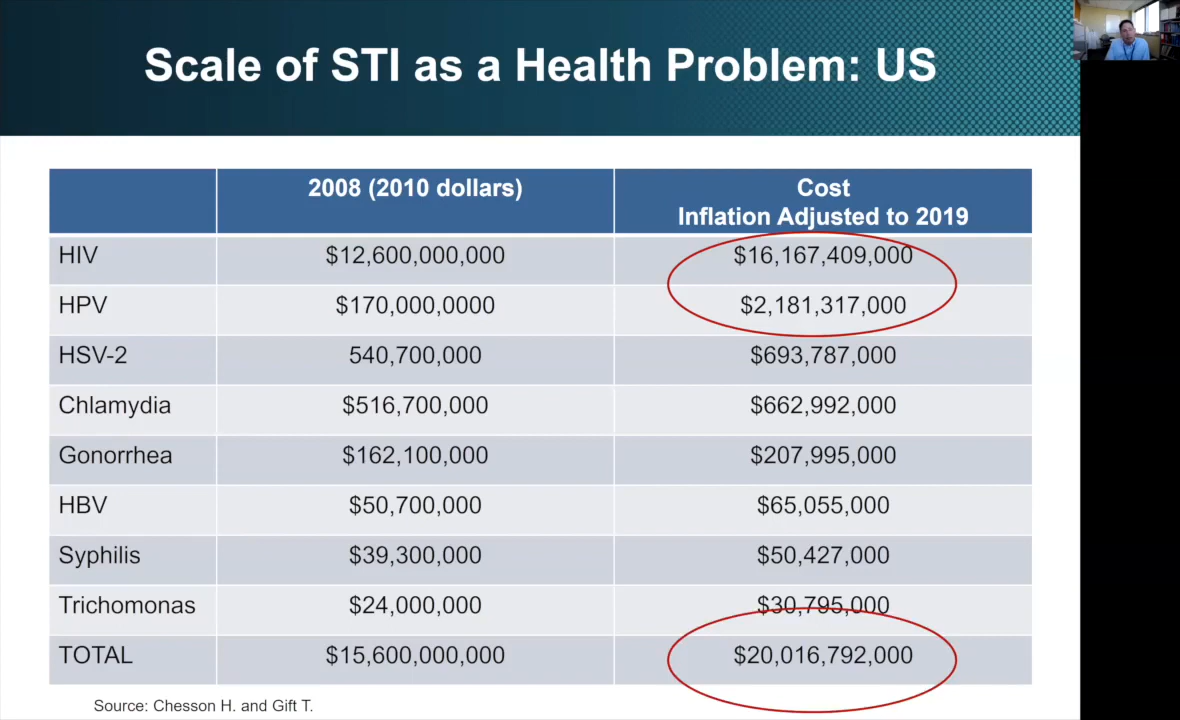 Scale of STI as a Health Problem: US
2008 (2010 dollars)
Cost
Inflation Adjusted to 2019
HIV $12,600,000,000 $16,167,409,000
HPV $170,000,0000 $2,181,317,000
HSV-2 540,700,000 $693,787,000
Chlamydia $516,700,000 $662,992,000
Gonorrhea $162,100,000 $207,995,000
HBV $50,700,000 $65,055,000
Syphilis $39,300,000 $50,427,000
Trichomonas $24,000,000 $30,795,000
TOTAL $15,600,000,000 $20,016,792,000
Source: Chesson H. and Gift T.